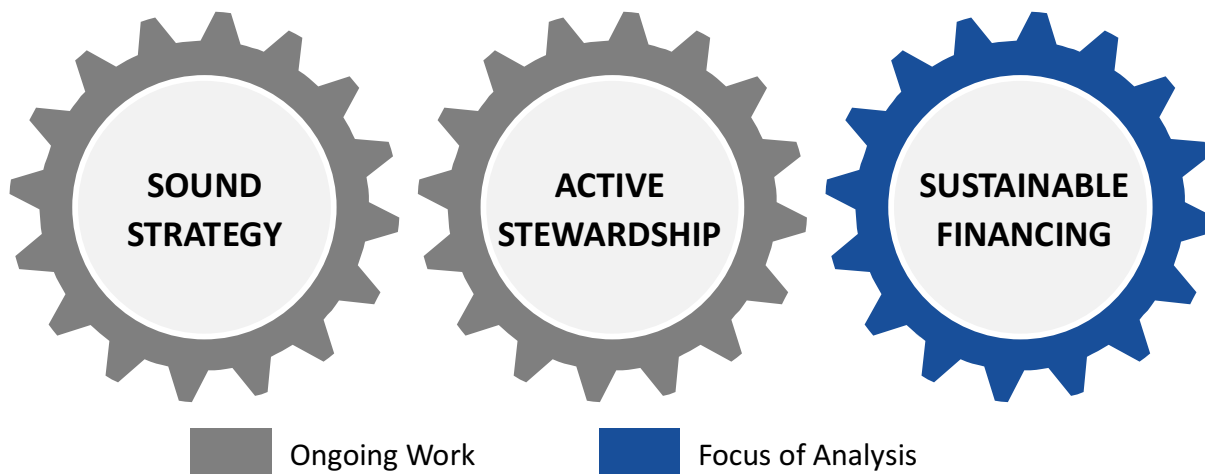 SOUND
STRATEGY
ACTIVE
STEWARDSHIP
SUSTAINABLE
FINANCING
Ongoing Work
Focus of Analysis